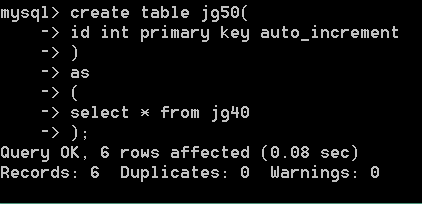 mysql> create table jg50(
    -> id int primary key auto_increment
    -> )
    -> as
    -> (
    -> select * from jg40
    -> );
Query OK, 6 rows affected (0.08 sec)
Records: 6  Duplicates: 0  Warnings: 0